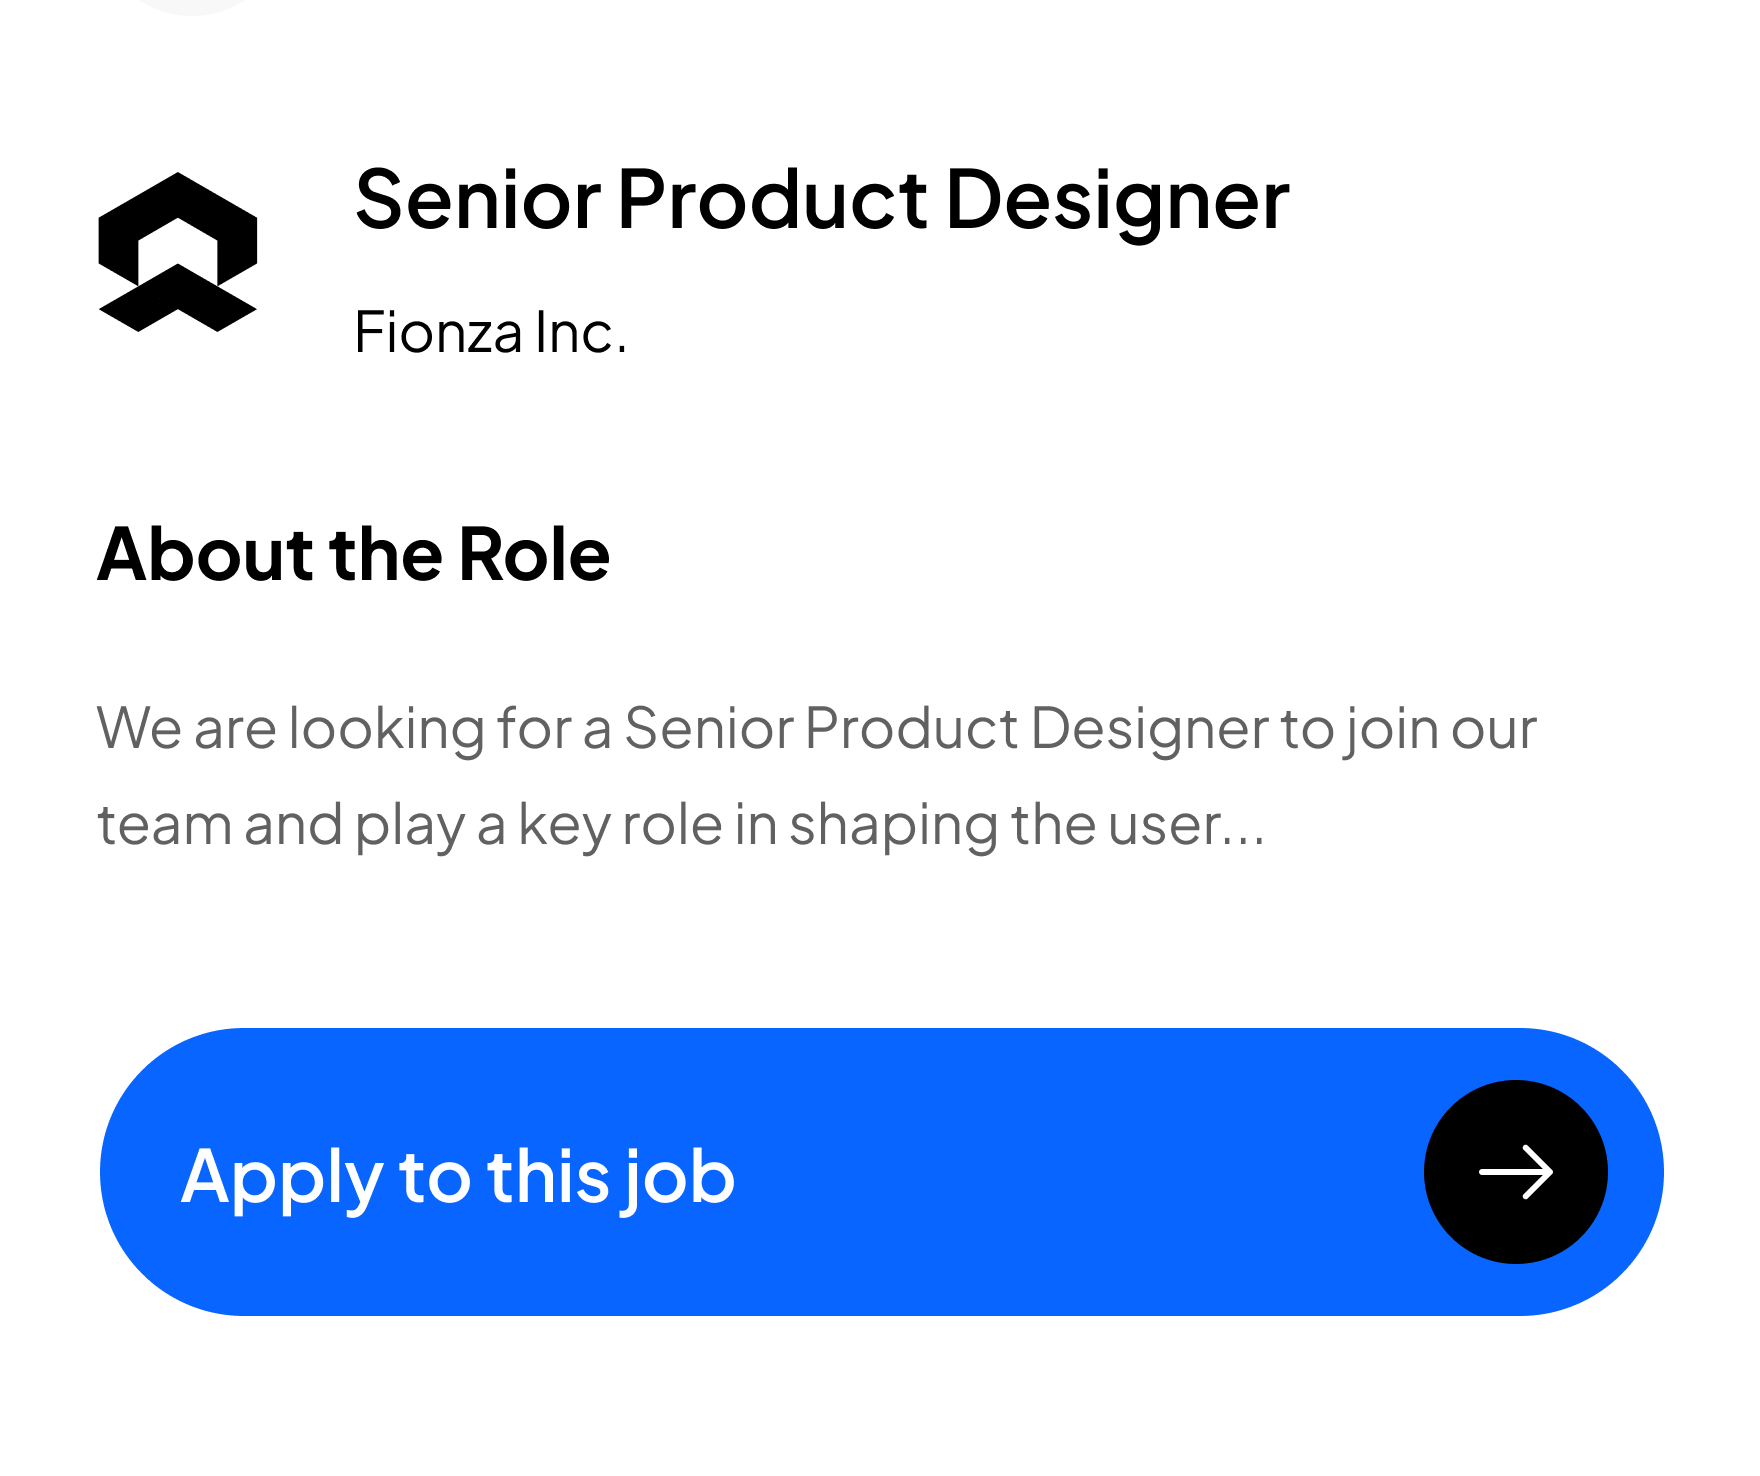 Senior Product Designer
Fionza Inc.
About the Role
We are looking for a Senior Product Designer to join our
team and play a key role in shaping the user...
Apply to this job